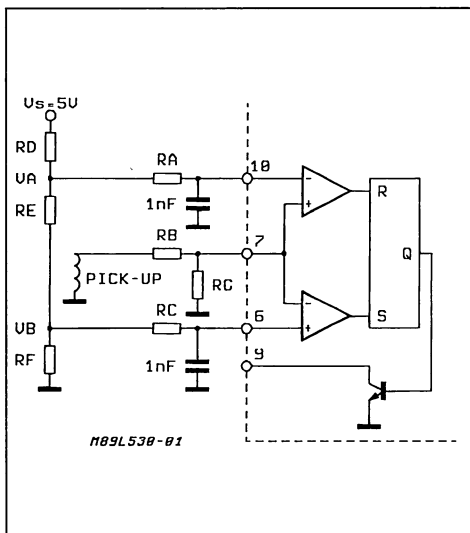 Vs=5V
RD
RA
10
VA
RE
1nF
R
7
RB
PICK-UP
RG
Q
VB
RC
6
S
RF
1nF
9
M89L530-01